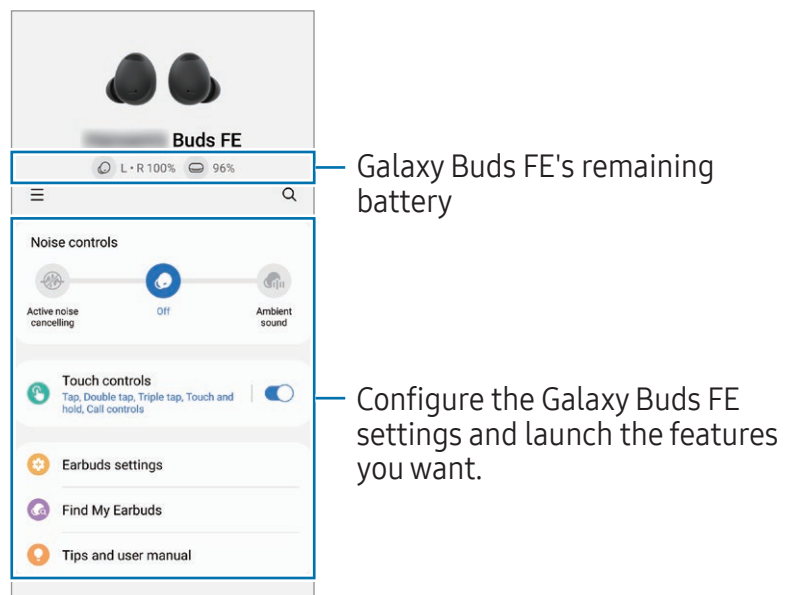 Buds FE
L • R 100% 96%
Galaxy Buds FE's remaining
battery
Noise controls
Active noise
cancelling
Off
Ambient
sound
Touch controls
Tap, Double tap, Triple tap, Touch and
hold, Call controls
Configure the Galaxy Buds FE
settings and launch the features
you want.
Earbuds settings
Find My Earbuds
Tips and user manual